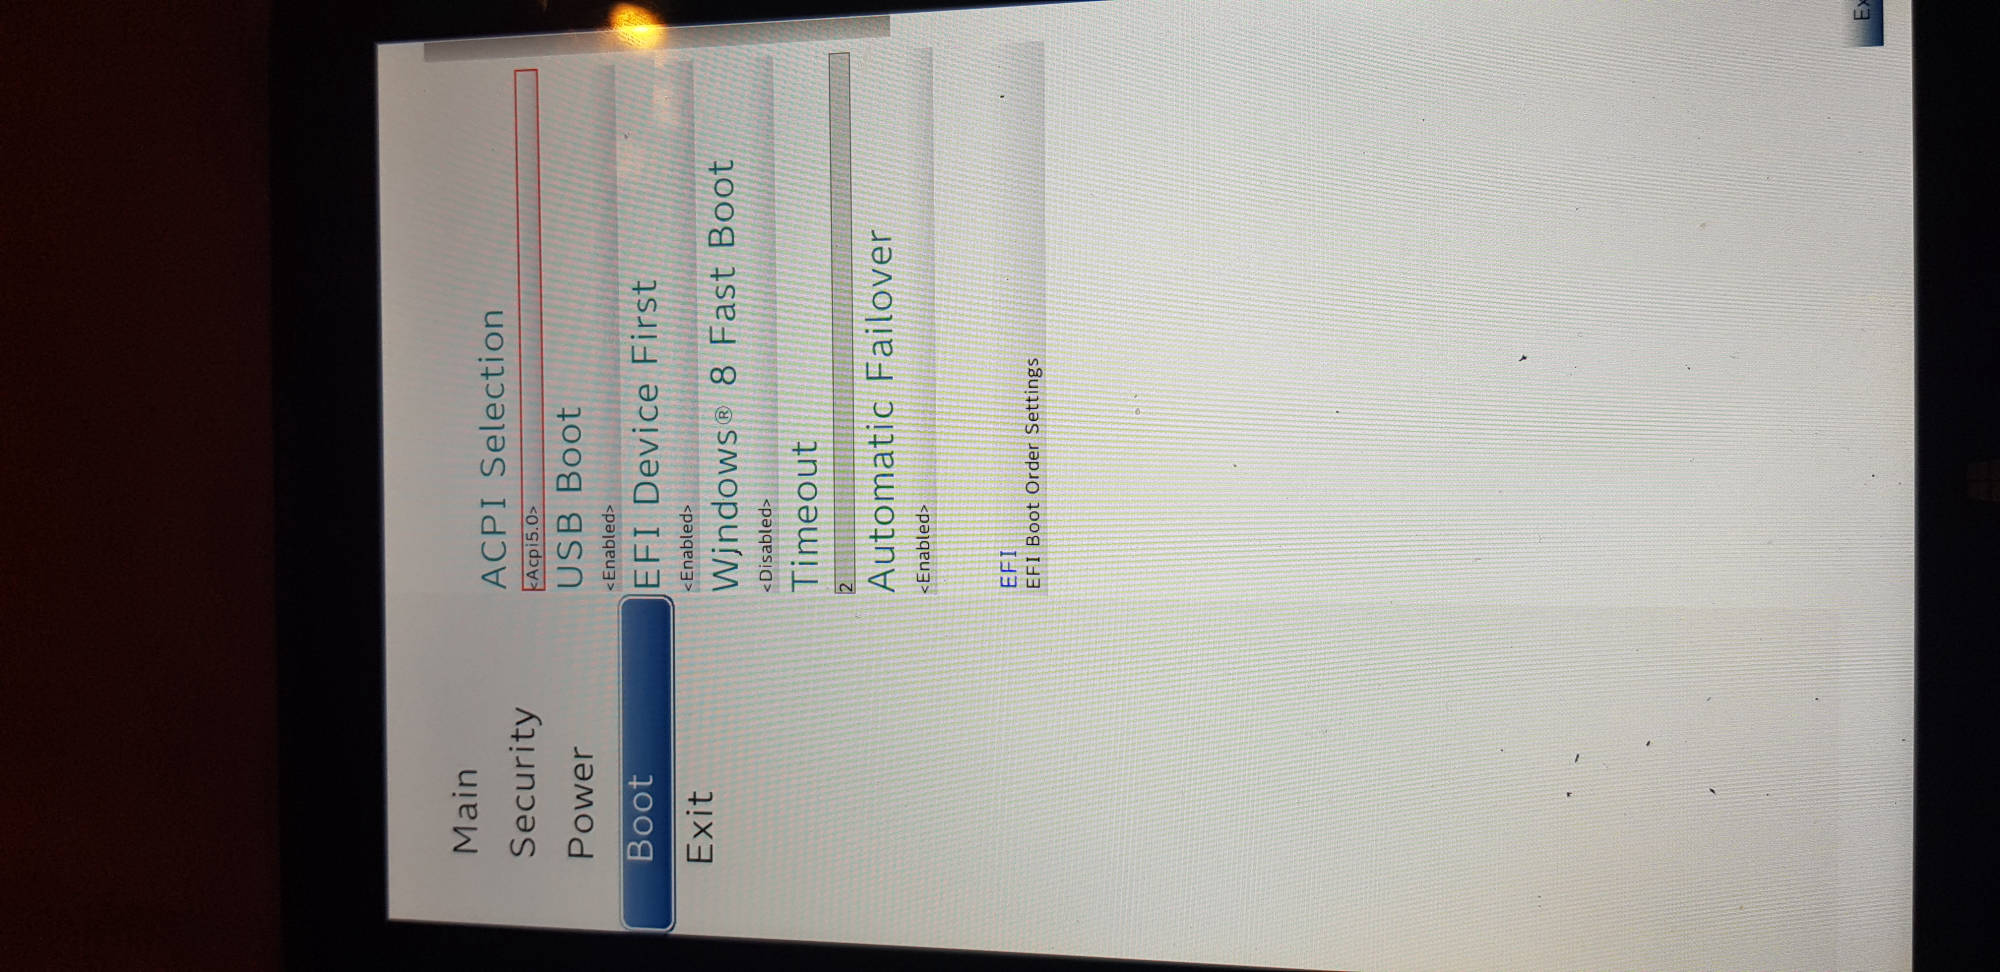 Main
Security
Power
Boot
Exit
ACPI Selection
<Acpi5.0>
USB Boot
<Enabled>
EFI Device First
<Enabled>
Windows® 8 Fast Boot
<Disabled>
Timeout
2
Automatic Failover
<Enabled>
EFI
EFI Boot Order Settings